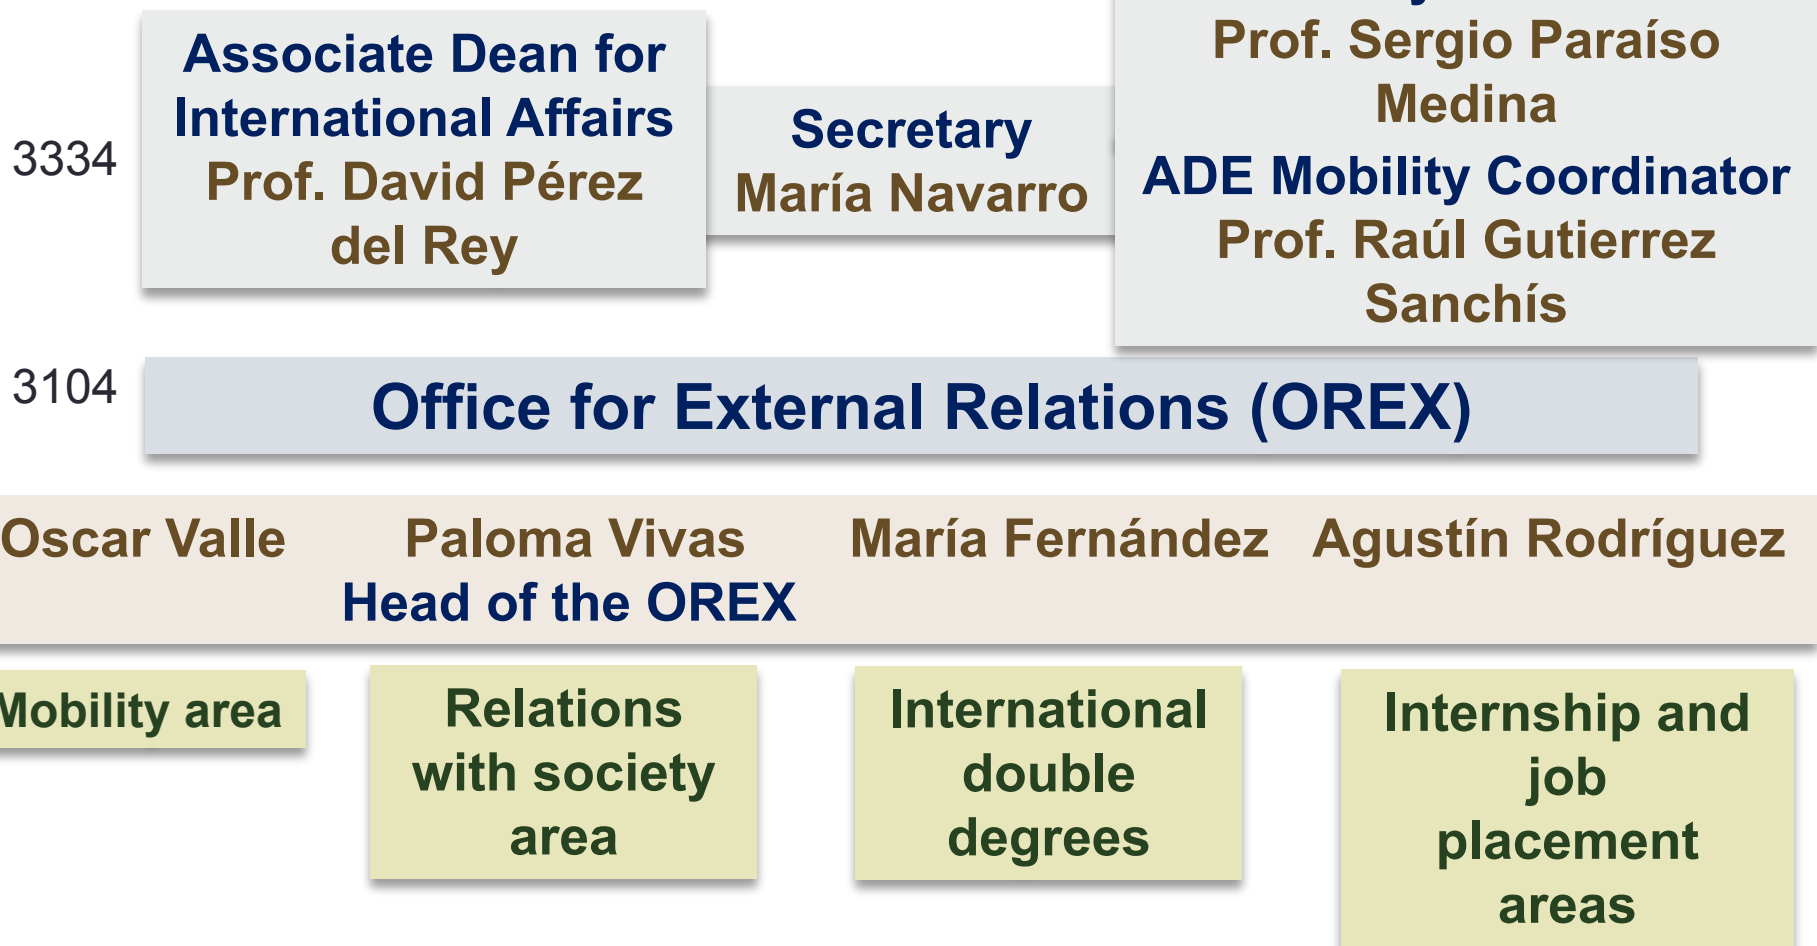 3334
Associate Dean for
International Affairs
Prof. David Pérez
del Rey
Secretary
María Navarro
Prof. Sergio Paraíso
Medina
ADE Mobility Coordinator
Prof. Raúl Gutierrez
Sanchís
3104
Office for External Relations (OREX)
Oscar Valle
Paloma Vivas
Head of the OREX
María Fernández
Agustín Rodríguez
Mobility area
Relations
with society
area
International
double
degrees
Internship and
job
placement
areas